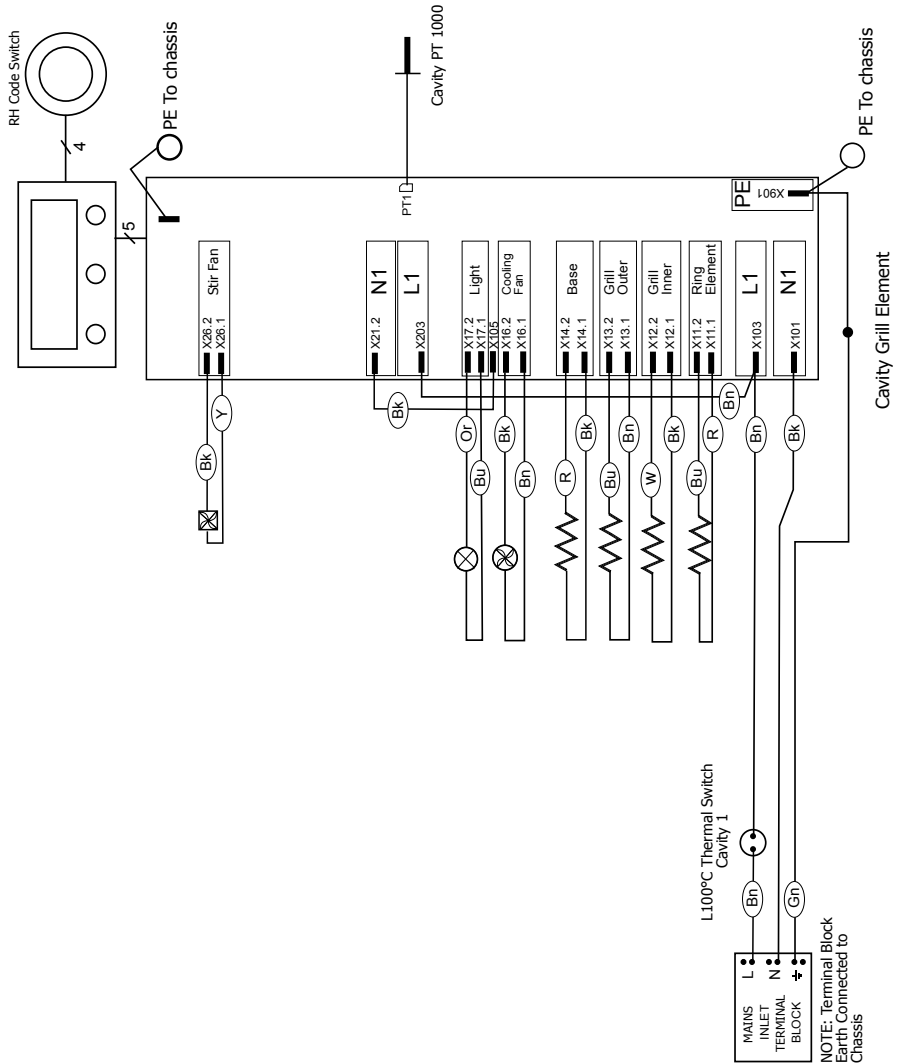 RH Code Switch
4
5
PE To chassis
Cavity PT 1000
PT1
X26.2
X26.1
Stir Fan
Bk
Y
X21.2
N1
X203
L1
Bk
X17.2
X17.1
Light
X105
X16.2
X16.1
Cooling
Fan
Or
Bu
Bk
Bn
X14.2
X14.1
Base
R
Bk
X13.2
X13.1
Grill
Outer
Bu
Bn
X12.2
X12.1
Grill
Inner
W
Bk
X11.2
X11.1
Ring
Element
Bu
R
Bn
X103
L1
Bn
X101
N1
Bk
PE
X901
PE To chassis
Cavity Grill Element
L100°C Thermal Switch
Cavity 1
Bn
Gn
MAINS
INLET
TERMINAL
BLOCK
L
N
NOTE: Terminal Block
Earth Connected to
Chassis